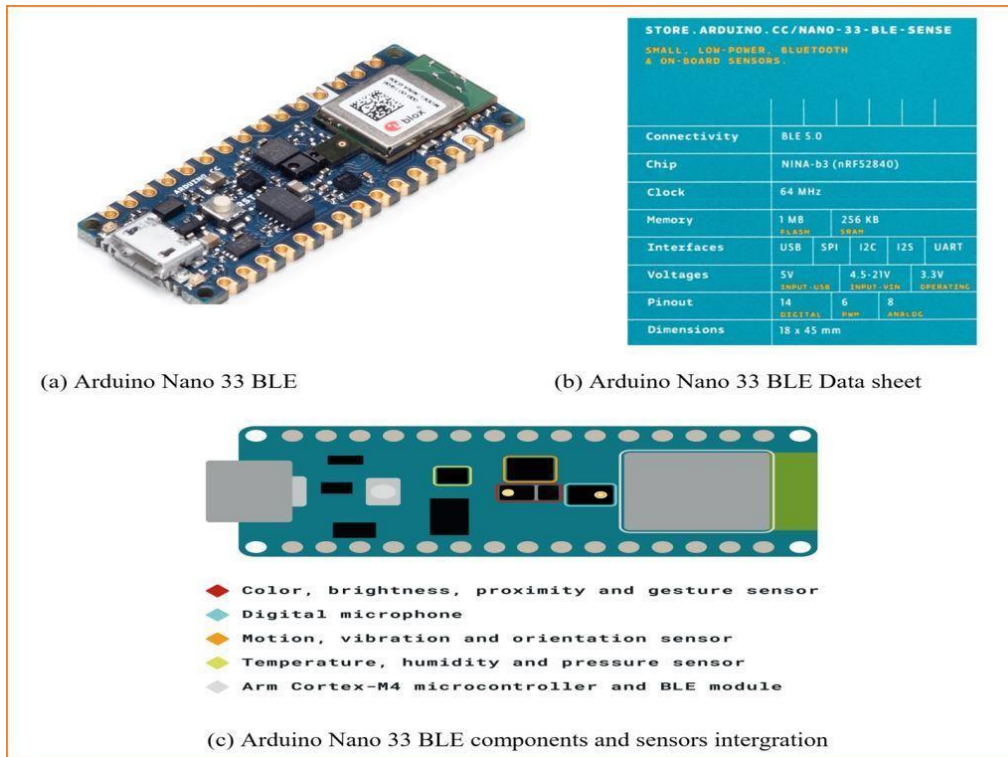 ARDUINO.CC
RST
blox
STORE.ARDUINO.CC/NANO-33-BLE-SENSE
SMALL, LOW-POWER, BLUETOOTH
& ON-BOARD SENSORS.
Connectivity BLE 5.0
Chip NINA-b3 (nRF52840)
Clock 64 MHz
Memory 1 MB 256 KB
FLASH SRAM
Interfaces USB SPI I2C I2S UART
Voltages 5V 4.5-21V 3.3V
INPUT-USB INPUT-VIN OPERATING
Pinout 14 6 8
DIGITAL PWM ANALOG
Dimensions 18 x 45 mm
(a) Arduino Nano 33 BLE
(b) Arduino Nano 33 BLE Data sheet
Color, brightness, proximity and gesture sensor
Digital microphone
Motion, vibration and orientation sensor
Temperature, humidity and pressure sensor
Arm Cortex-M4 microcontroller and BLE module
(c) Arduino Nano 33 BLE components and sensors intergration